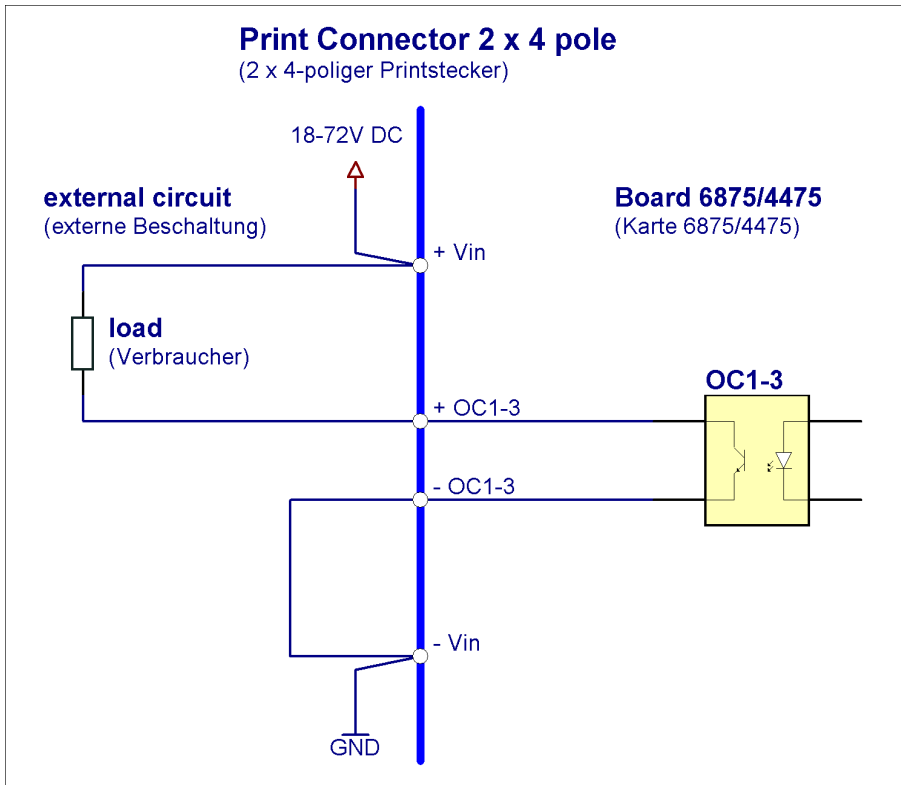 Print Connector 2 x 4 pole
(2 x 4-poliger Printstecker)
18-72V DC
external circuit
(externe Beschaltung)
Board 6875/4475
(Karte 6875/4475)
+ Vin
load
(Verbraucher)
OC1-3
+ OC1-3
- OC1-3
- Vin
GND